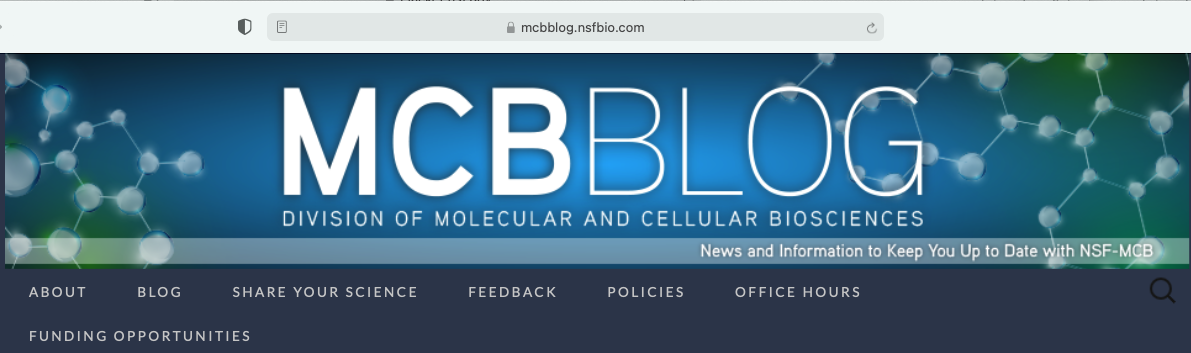 mcbblog.nsfbio.com
MCBBLOG
DIVISION OF MOLECULAR AND CELLULAR BIOSCIENCES
News and Information to Keep You Up to Date with NSF-MCB
ABOUT BLOG SHARE YOUR SCIENCE FEEDBACK POLICIES OFFICE HOURS
FUNDING OPPORTUNITIES